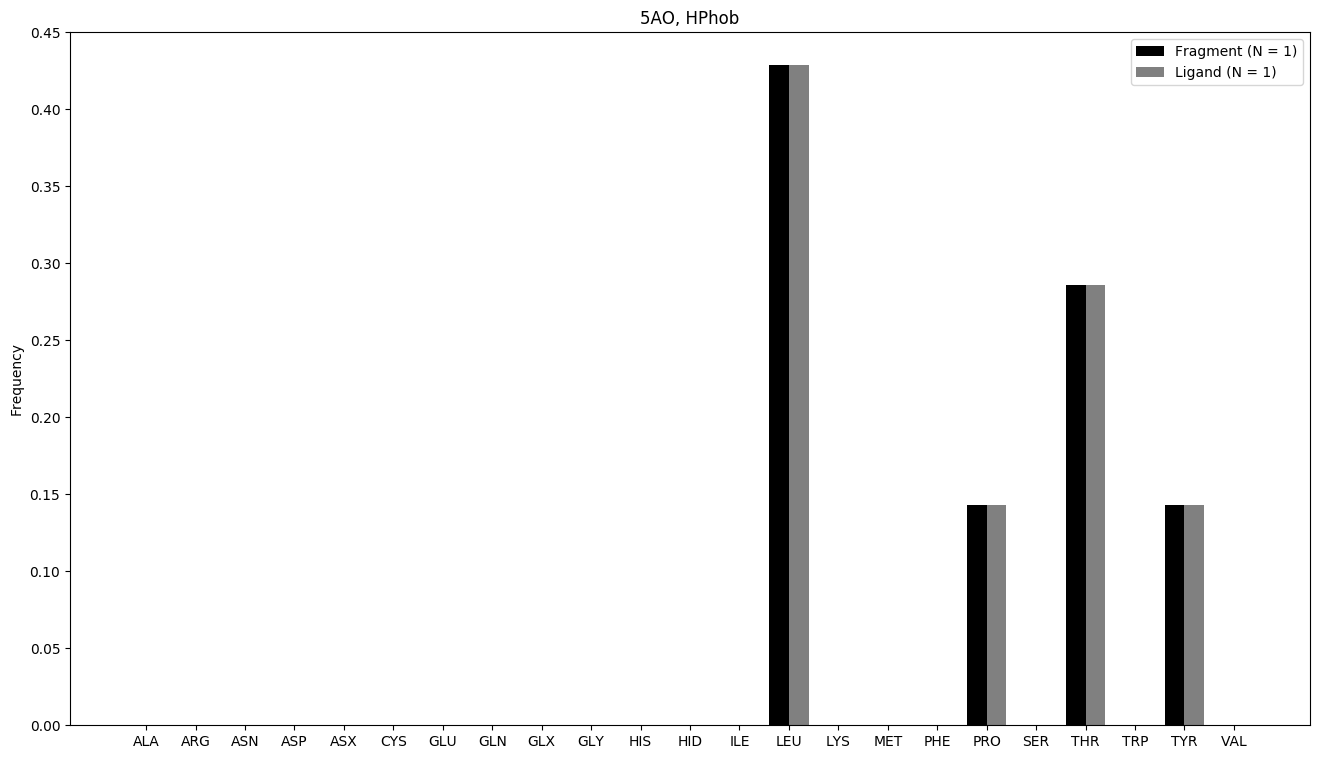 5AO, HPhob
Fragment (N = 1)
Ligand (N = 1)
Frequency
0.45
0.40
0.35
0.30
0.25
0.20
0.15
0.10
0.05
0.00
ALA ARG ASN ASP ASX CYS GLU GLN GLX GLY HIS HID ILE LEU LYS MET PHE PRO SER THR TRP TYR VAL